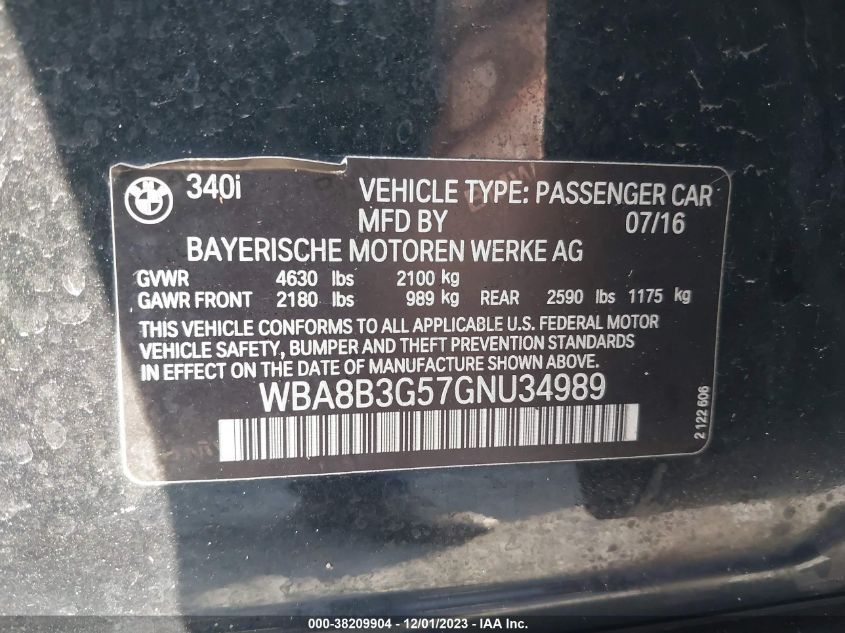 340i VEHICLE TYPE: PASSENGER CAR
MFD BY 07/16
BAYERISCHE MOTOREN WERKE AG
GVWR 4630 lbs 2100 kg
GAWR FRONT 2180 lbs 989 kg REAR 2590 lbs 1175 kg
THIS VEHICLE CONFORMS TO ALL APPLICABLE U.S. FEDERAL MOTOR
VEHICLE SAFETY, BUMPER AND THEFT PREVENTION STANDARDS
IN EFFECT ON THE DATE OF MANUFACTURE SHOWN ABOVE.
WBA8B3G57GNU34989
2 122 606
000-38209904 - 12/01/2023 - IAA Inc.